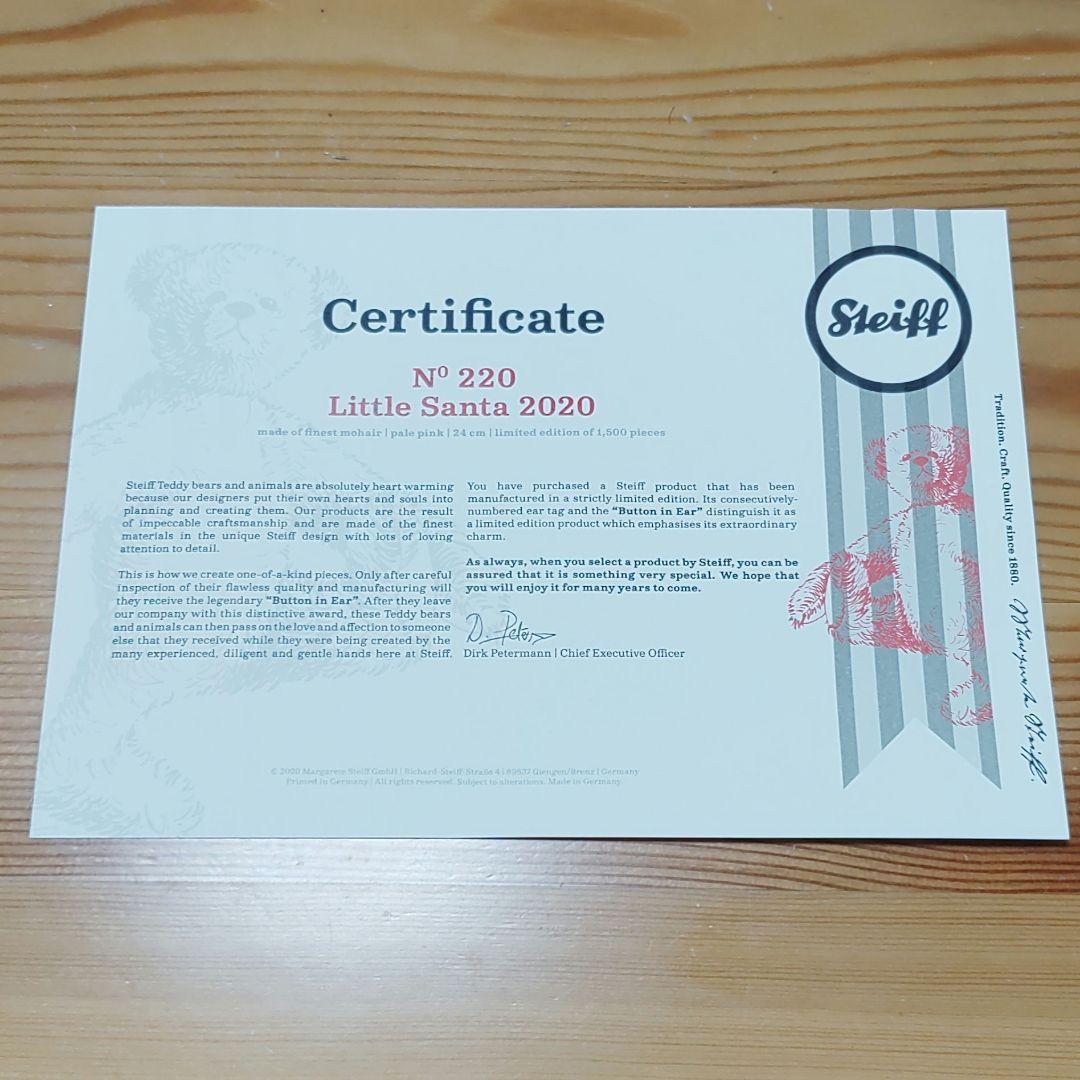 Certificate
Nº 220
Little Santa 2020
made of finest mohair | pale pink | 24 cm | limited edition of 1,500 pieces
Steiff Teddy bears and animals are absolutely heart warming
because our designers put their own hearts and souls into
planning and creating them. Our products are the result
of impeccable craftsmanship and are made of the finest
materials in the unique Steiff design with lots of loving
attention to detail.
This is how we create one-of-a-kind pieces. Only after careful
inspection of their flawless quality and manufacturing will
they receive the legendary “Button in Ear”. After they leave
our company with this distinctive award, these Teddy bears
and animals can then pass on the love and affection to someone
else that they received while they were being created by the
many experienced, diligent and gentle hands here at Steiff.
You have purchased a Steiff product that has been
manufactured in a strictly limited edition. Its consecutively-
numbered ear tag and the “Button in Ear” distinguish it as
a limited edition product which emphasises its extraordinary
charm.
As always, when you select a product by Steiff, you can be
assured that it is something very special. We hope that
you will enjoy it for many years to come.
D. Peter
Dirk Petermann | Chief Executive Officer
© 2020 Margarete Steiff GmbH | Richard-Steiff-Straße 4 | 89537 Giengen/Brenz | Germany
Printed in Germany | All rights reserved. Subject to alterations. Made in Germany.
Steiff
Tradition. Craft. Quality since 1880.
Margarete Steiff.